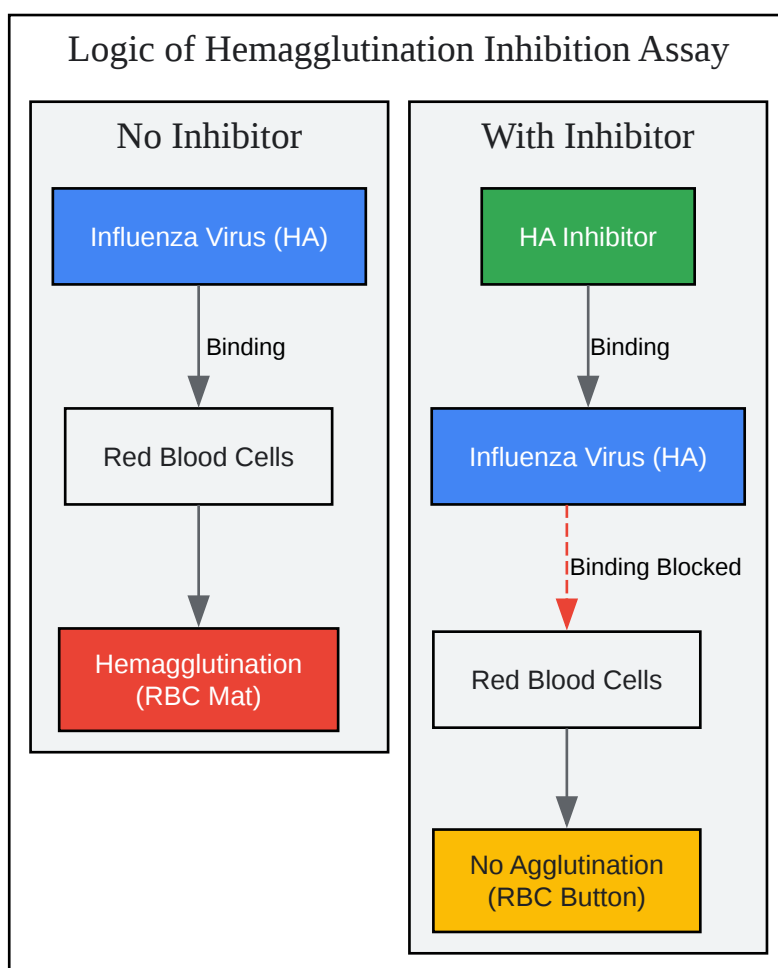 Logic of Hemagglutination Inhibition Assay
No Inhibitor
Influenza Virus (HA)
Binding
Red Blood Cells
Hemagglutination
(RBC Mat)
With Inhibitor
HA Inhibitor
Binding
Influenza Virus (HA)
Binding Blocked
Red Blood Cells
No Agglutination
(RBC Button)